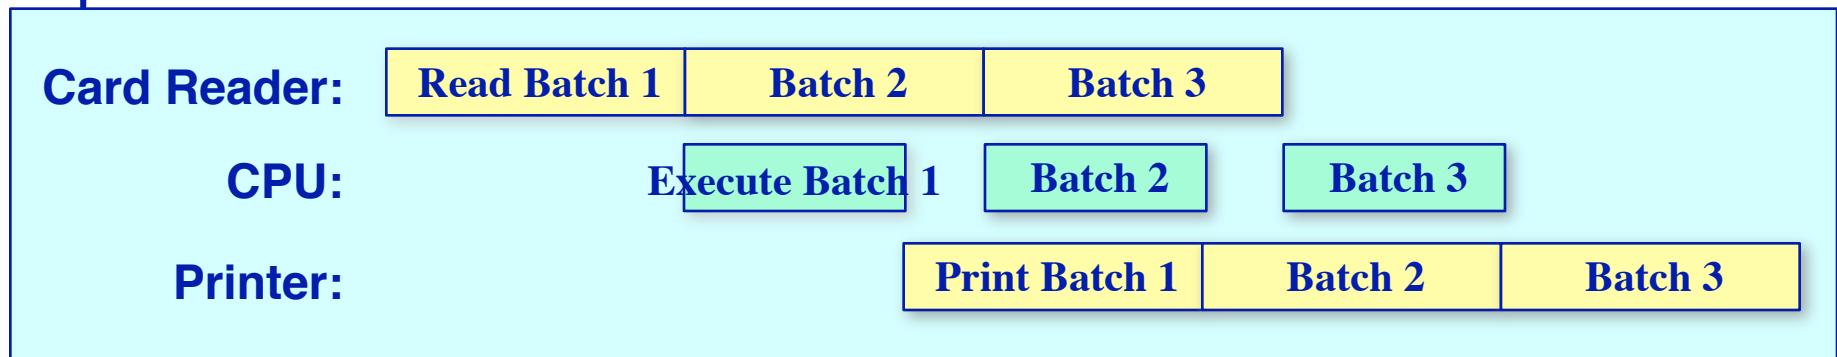 Card Reader: Read Batch 1 Batch 2 Batch 3
CPU: Execute Batch 1 Batch 2 Batch 3
Printer: Print Batch 1 Batch 2 Batch 3